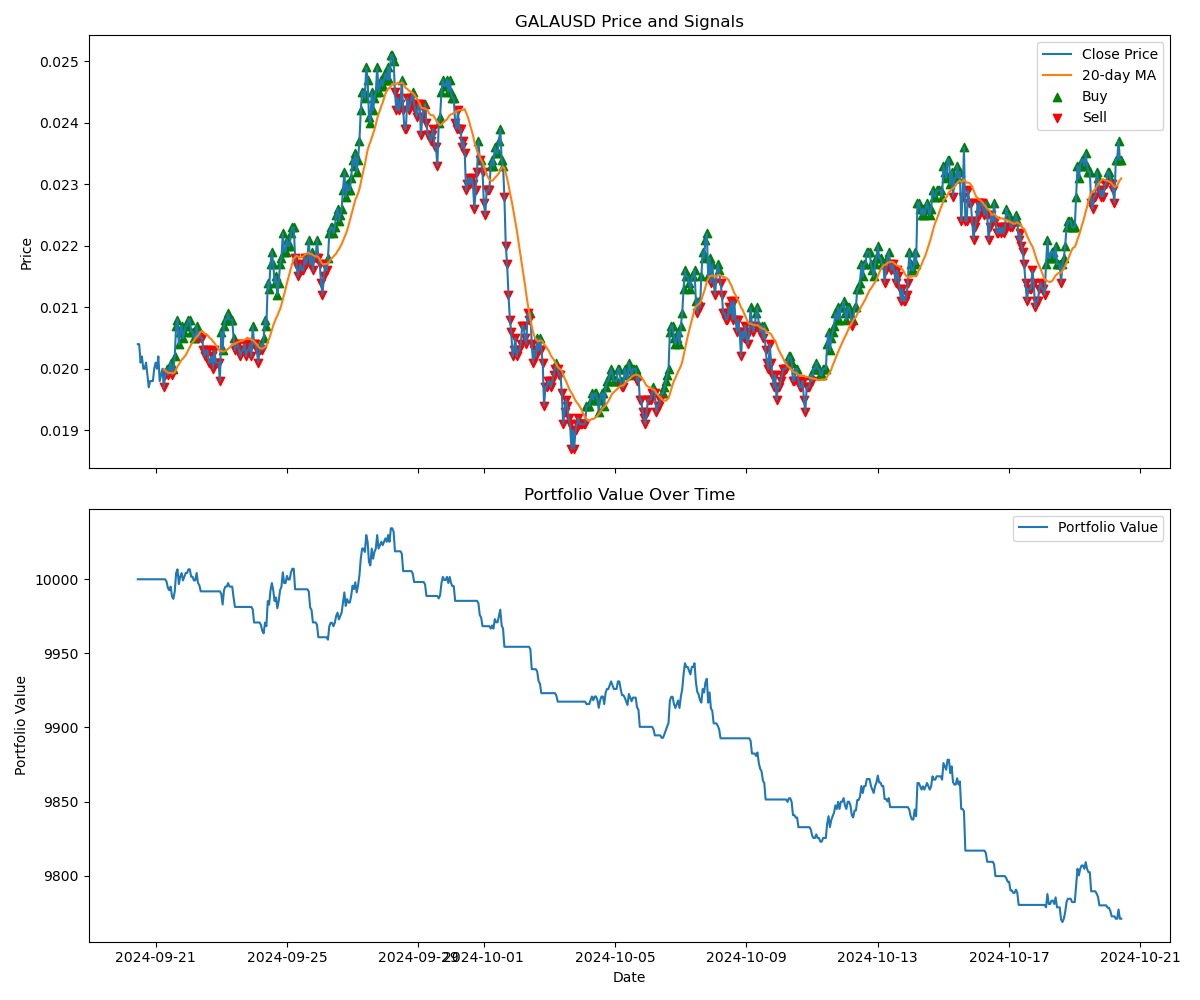 GALAUSD Price and Signals
Price
0.025
0.024
0.023
0.022
0.021
0.020
0.019
Close Price
20-day MA
Buy
Sell
Portfolio Value Over Time
Portfolio Value
10000
9950
9900
9850
9800
Portfolio Value
2024-09-21 2024-09-25 2024-09-29 2024-10-01 2024-10-05 2024-10-09 2024-10-13 2024-10-17 2024-10-21
Date